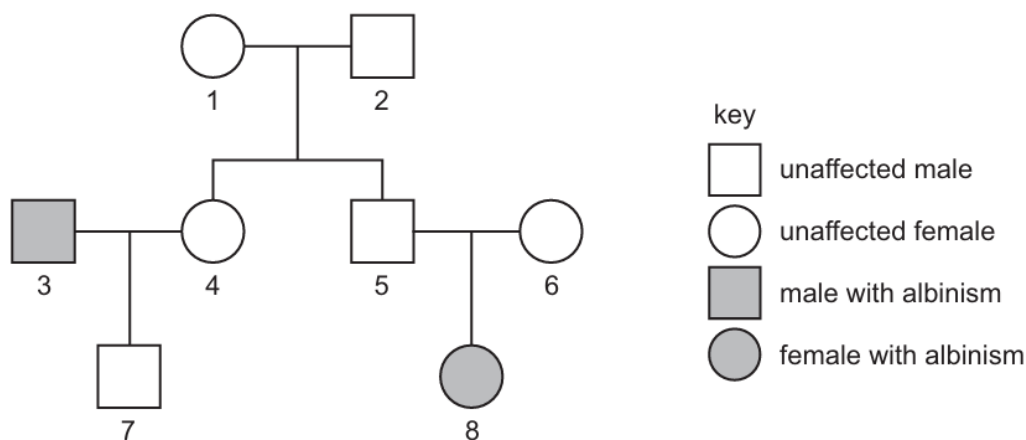 1
2
key
unaffected male
unaffected female
male with albinism
female with albinism
3
4
5
6
7
8